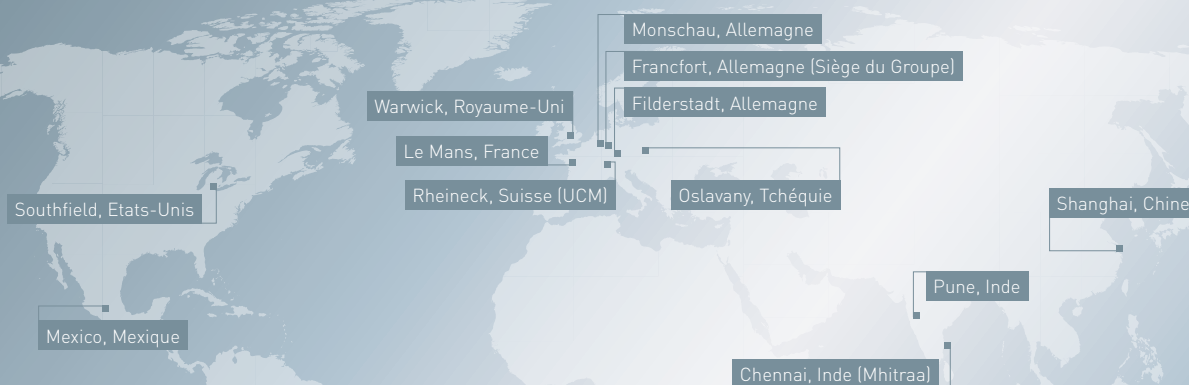 Monschau, Allemagne
Francfort, Allemagne (Siège du Groupe)
Filderstadt, Allemagne
Warwick, Royaume-Uni
Le Mans, France
Rheineck, Suisse (UCM)
Oslavany, Tchéquie
Southfield, Etats-Unis
Shanghai, Chine
Pune, Inde
Mexico, Mexique
Chennai, Inde (Mhitraa)